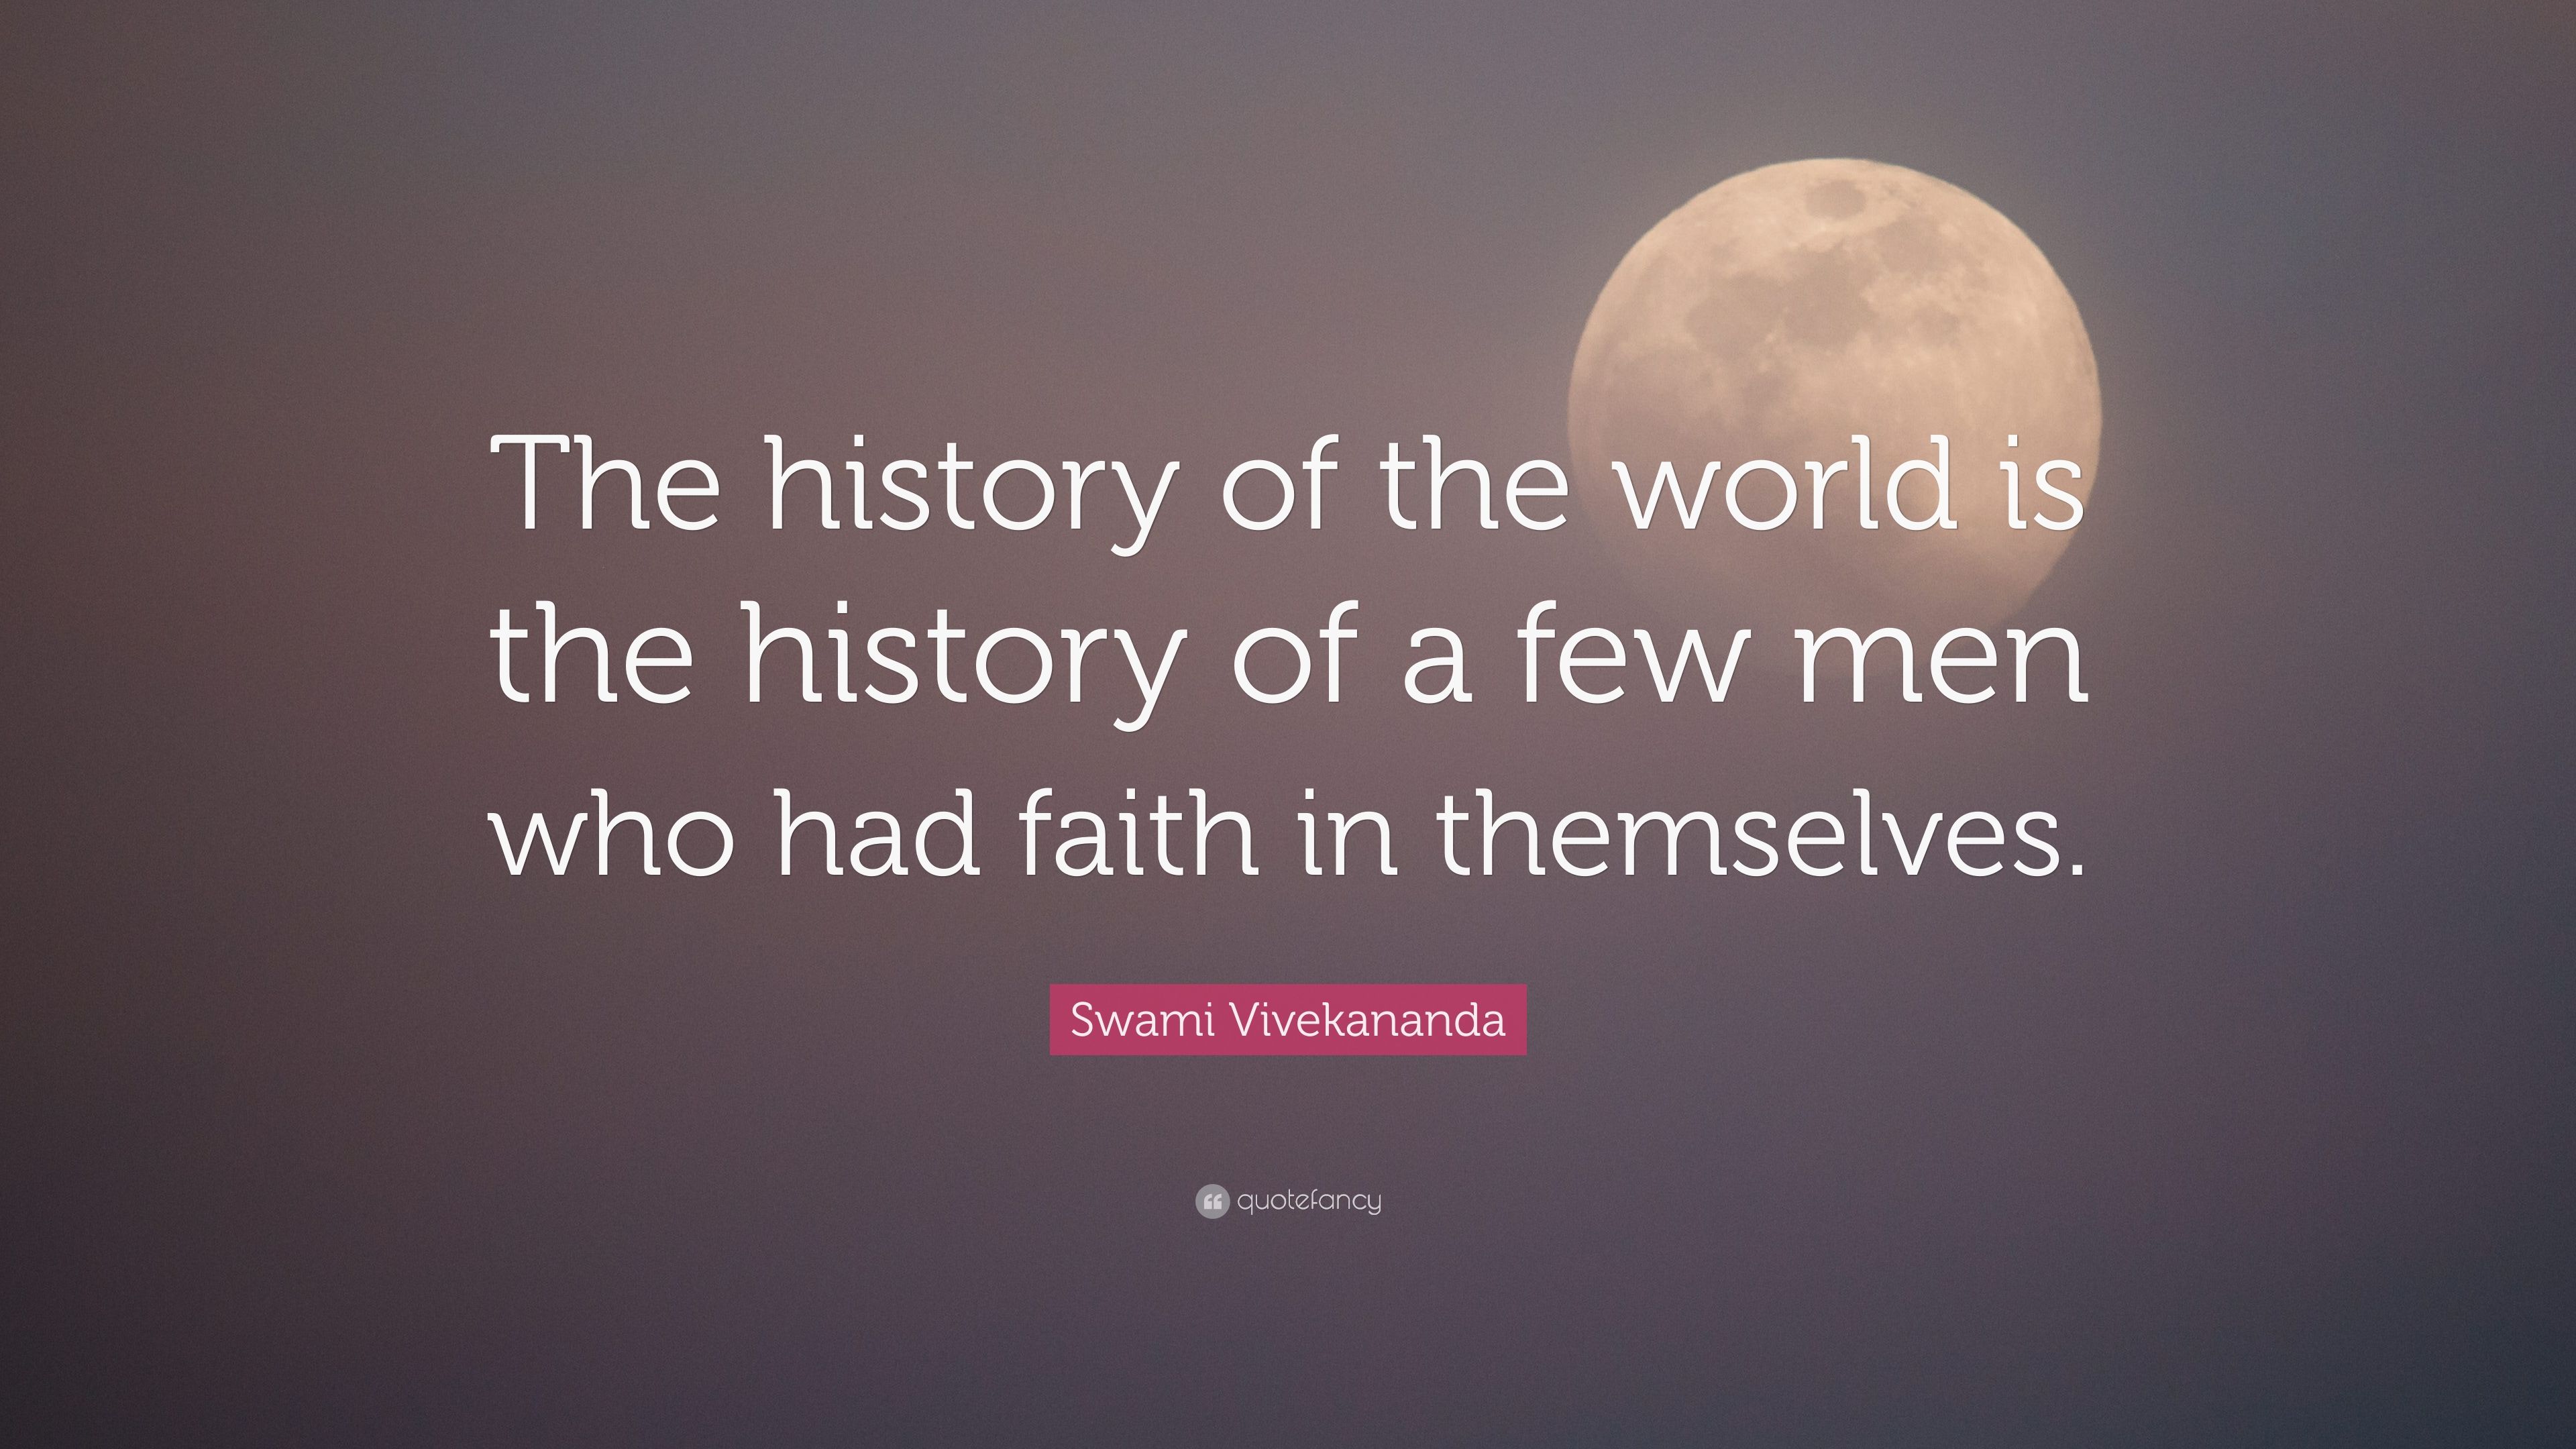 The history of the world is
the history of a few men
who had faith in themselves.
Swami Vivekananda
quotefancy